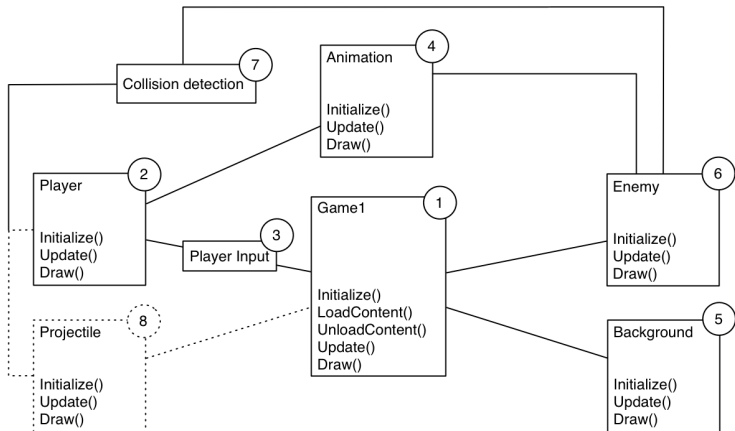 7
Collision detection
4
Animation
Initialize()
Update()
Draw()
2
Player
Initialize()
Update()
Draw()
3
Player Input
1
Game1
Initialize()
LoadContent()
UnloadContent()
Update()
Draw()
6
Enemy
Initialize()
Update()
Draw()
8
Projectile
Initialize()
Update()
Draw()
5
Background
Initialize()
Update()
Draw()